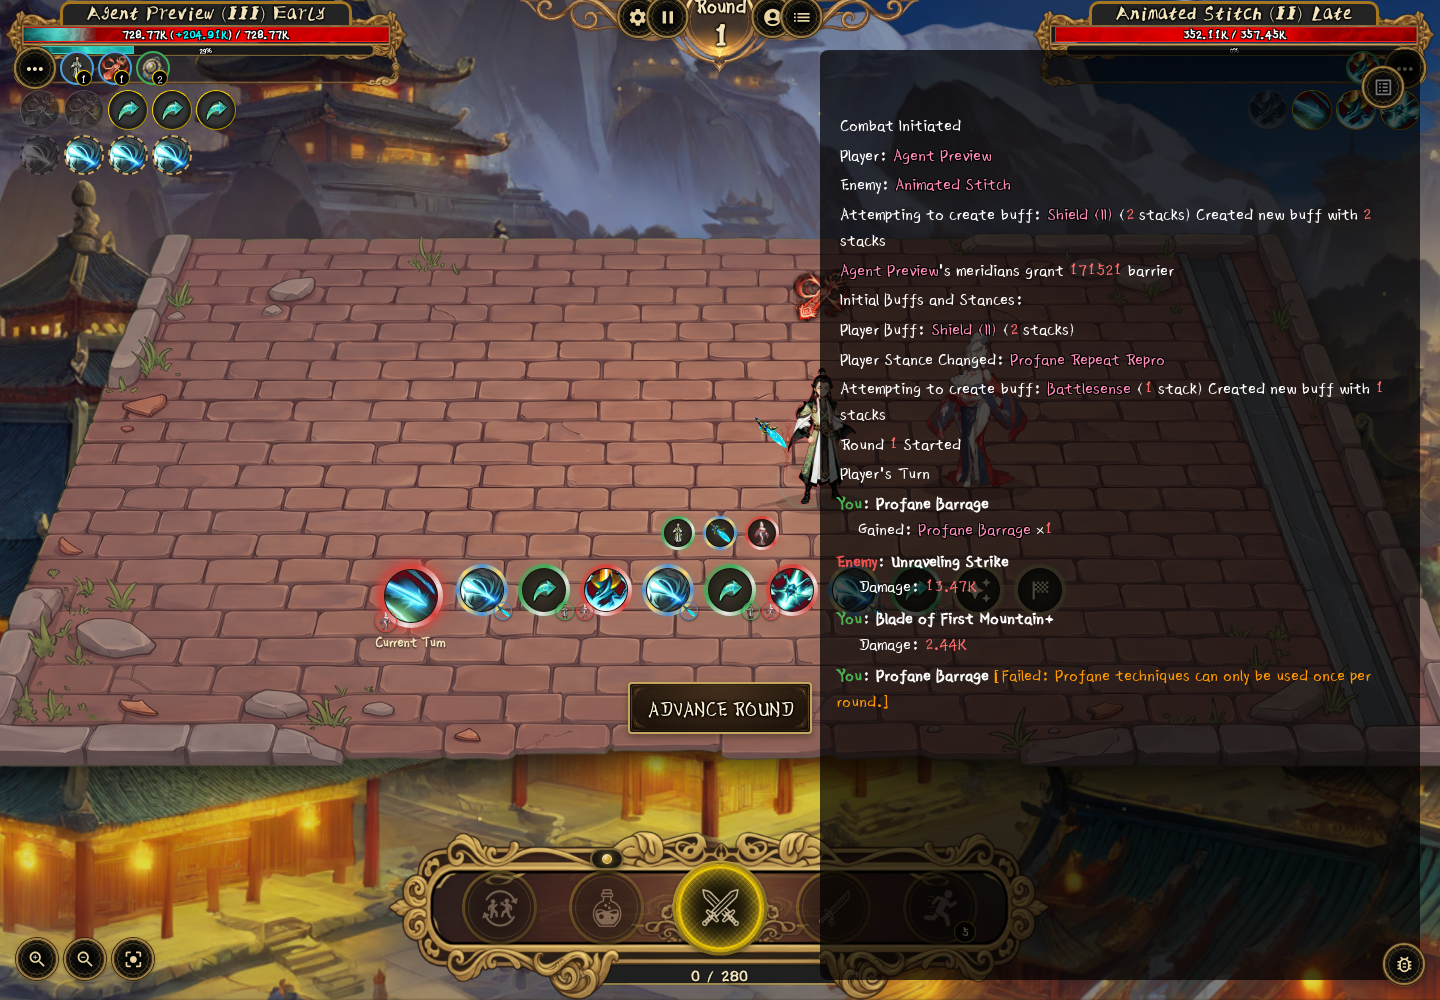 Agent Preview (III) Early
728.77K (+204.91K) / 728.77K
29%
1
1
2
Round
1
Animated Stitch (II) Late
352.11K / 357.45K
Combat Initiated
Player: Agent Preview
Enemy: Animated Stitch
Attempting to create buff: Shield (II) (2 stacks) Created new buff with 2
stacks
Agent Preview's meridians grant 171521 barrier
Initial Buffs and Stances:
Player Buff: Shield (II) (2 stacks)
Player Stance Changed: Profane Repeat Repro
Attempting to create buff: Battlesense (1 stack) Created new buff with 1
stacks
Round 1 Started
Player's Turn
You: Profane Barrage
Gained: Profane Barrage ×1
Enemy: Unraveling Strike
Damage: 13.47K
You: Blade of First Mountain+
Damage: 2.44K
You: Profane Barrage [Failed: Profane techniques can only be used once per
round.]
Current Turn
ADVANCE ROUND
5
0 / 280